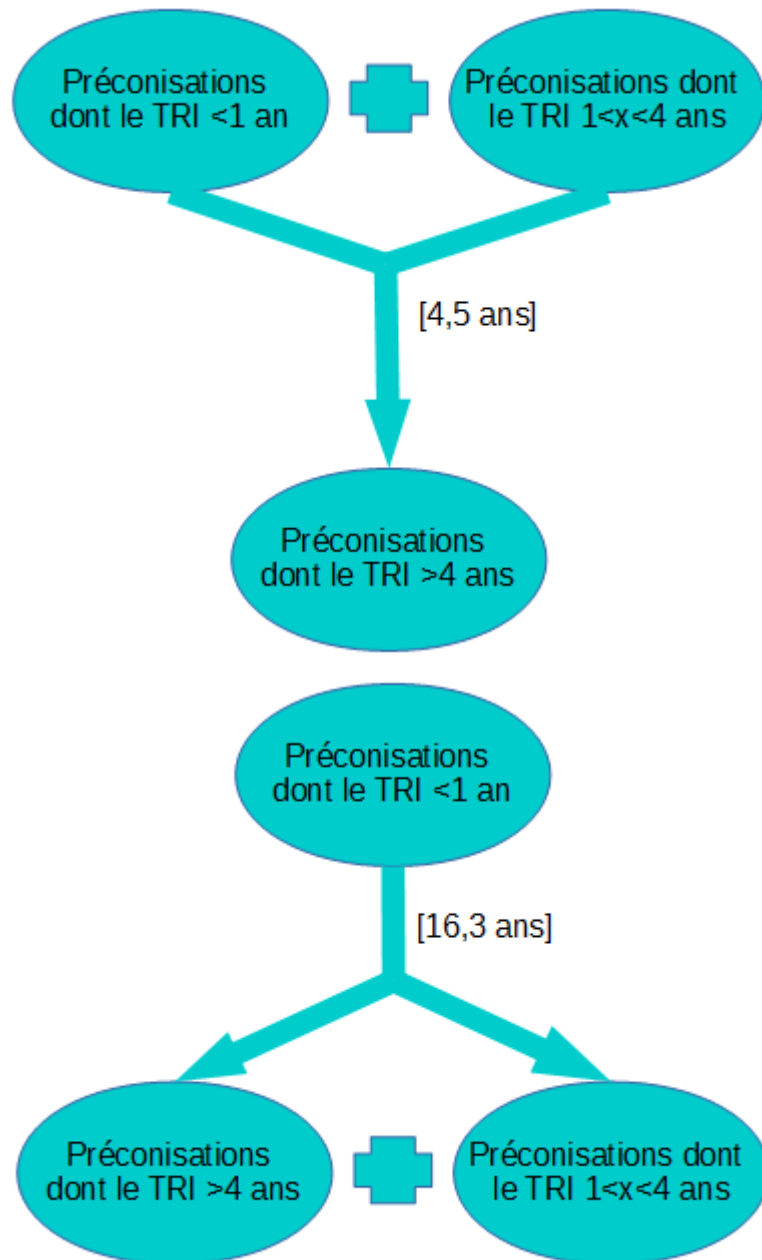 Préconisations
dont le TRI <1 an
Préconisations dont
le TRI 1<x<4 ans
[4,5 ans]
Préconisations
dont le TRI >4 ans
Préconisations
dont le TRI <1 an
[16,3 ans]
Préconisations
dont le TRI >4 ans
Préconisations dont
le TRI 1<x<4 ans